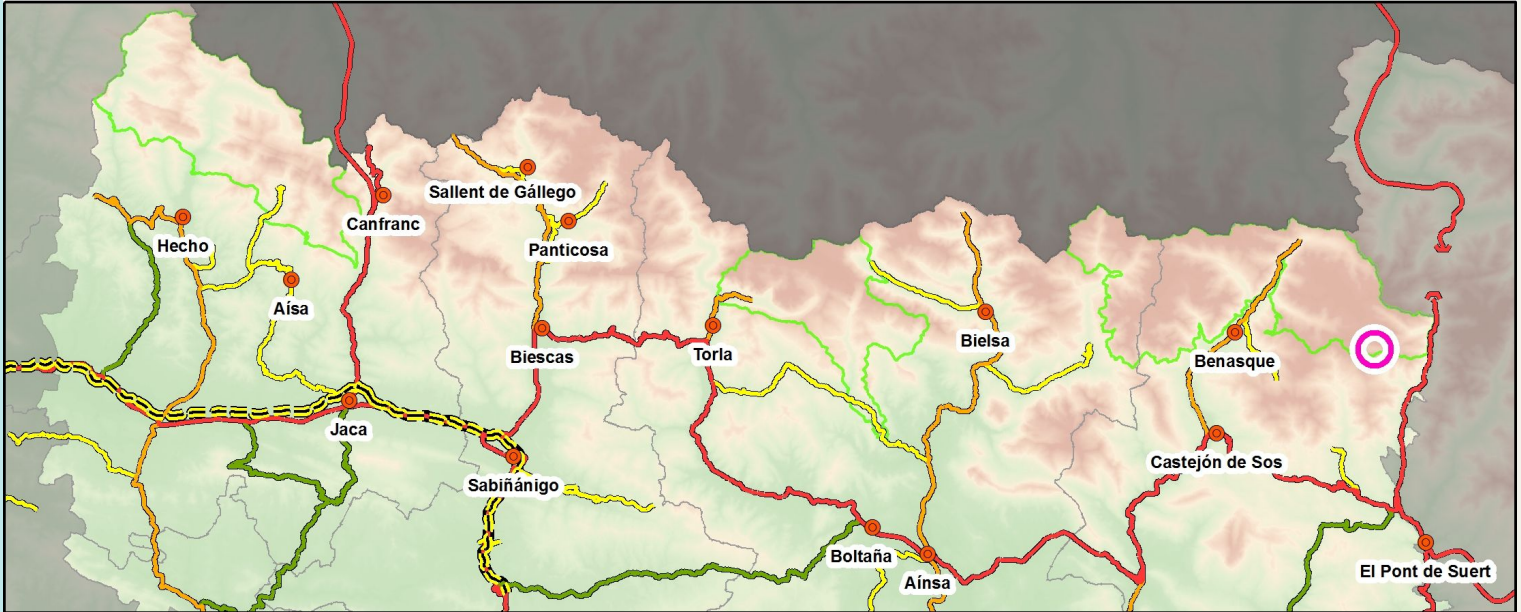 Sallent de Gállego
Canfranc
Hecho
Panticosa
Aísa
Bielsa
Biescas
Torla
Benasque
Jaca
Castejón de Sos
Sabiñánigo
Boltaña
El Pont de Suert
Aínsa